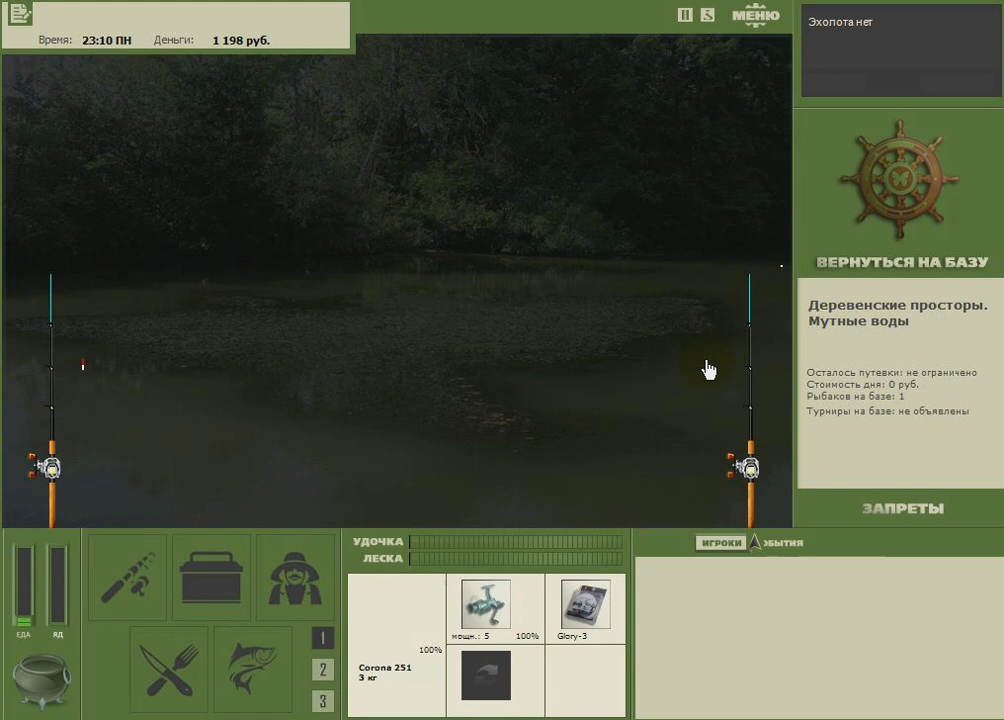 МЕНЮ
Время: 23:10 ПН Деньги: 1 198 руб.
Эхолота нет
ВЕРНУТЬСЯ НА БАЗУ
Деревенские просторы.
Мутные воды
Осталось путевки: не ограничено
Стоимость дня: 0 руб.
Рыбаков на базе: 1
Турниры на базе: не объявлены
ЗАПРЕТЫ
УДОЧКА
ЛЕСКА
ИГРОКИ ОБЫТИЯ
ЕДА ЯД
1
2
3
мощн.: 5 100% Glory-3
100%
Corona 251
3 кг